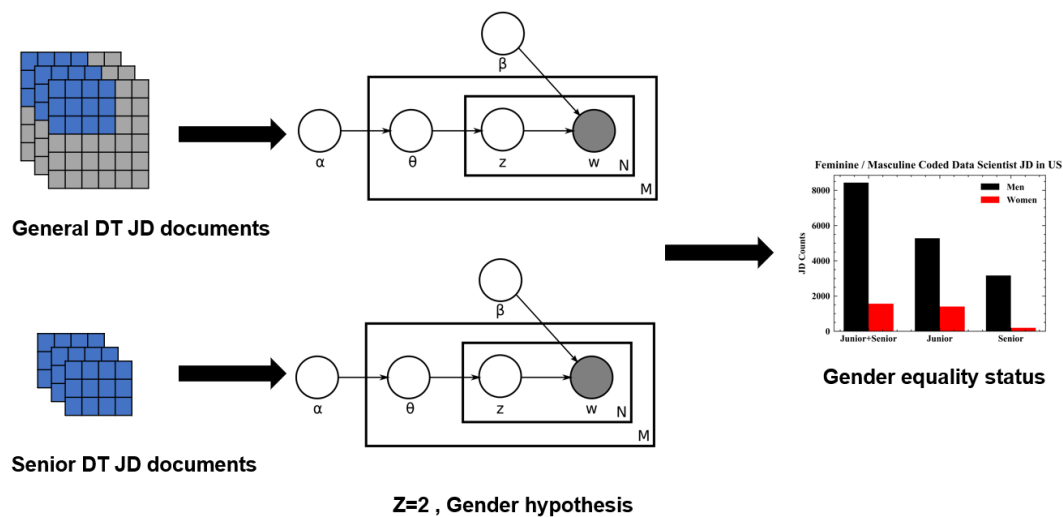 General DT JD documents
β
α
θ
z
w
N
M
Senior DT JD documents
β
α
θ
z
w
N
M
Z=2 , Gender hypothesis
Feminine / Masculine Coded Data Scientist JD in US
Men
Women
JD Counts
8000
6000
4000
2000
0
Junior+Senior
Junior
Senior
Gender equality status